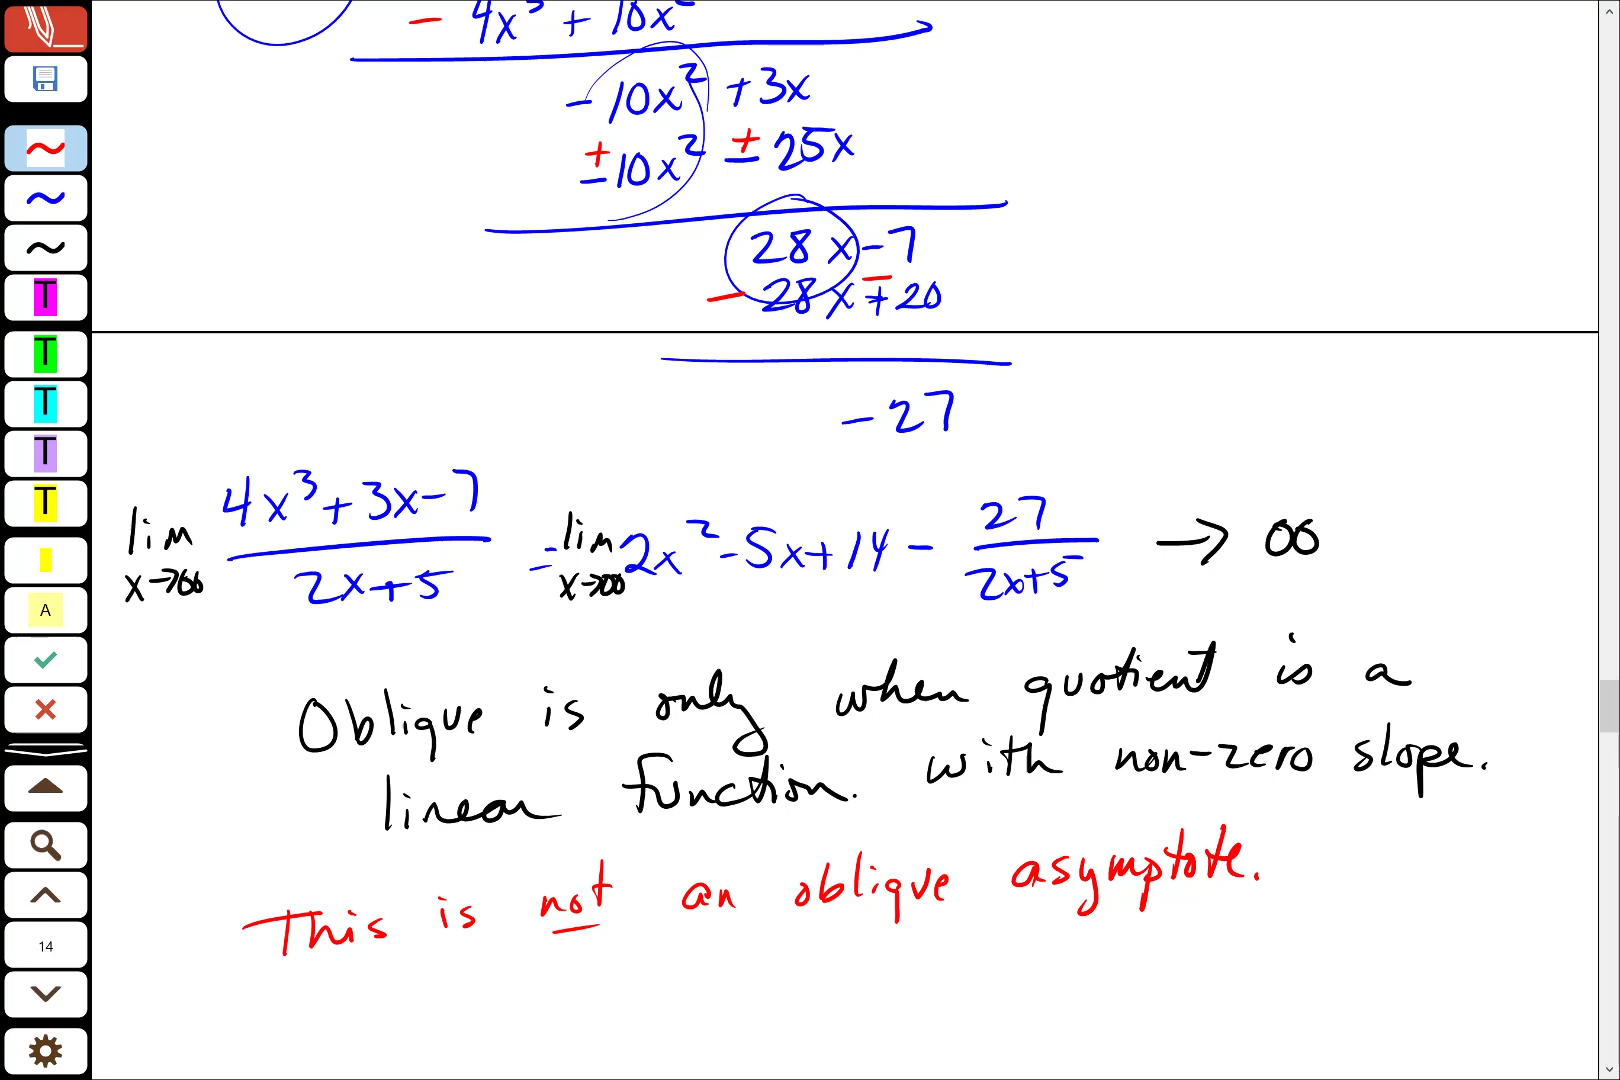 - 4x³ + 10x²
- 10x² + 3x
± 10x² ± 25x
28x - 7
- 28x + 20
- 27
lim x→∞ (4x³ + 3x - 7)/(2x + 5) = lim x→∞ 2x² - 5x + 14 - 27/(2x+5) → ∞
Oblique is only when quotient is a
linear function. with non-zero slope.
This is not an oblique asymptote.
T
T
T
T
T
A
14